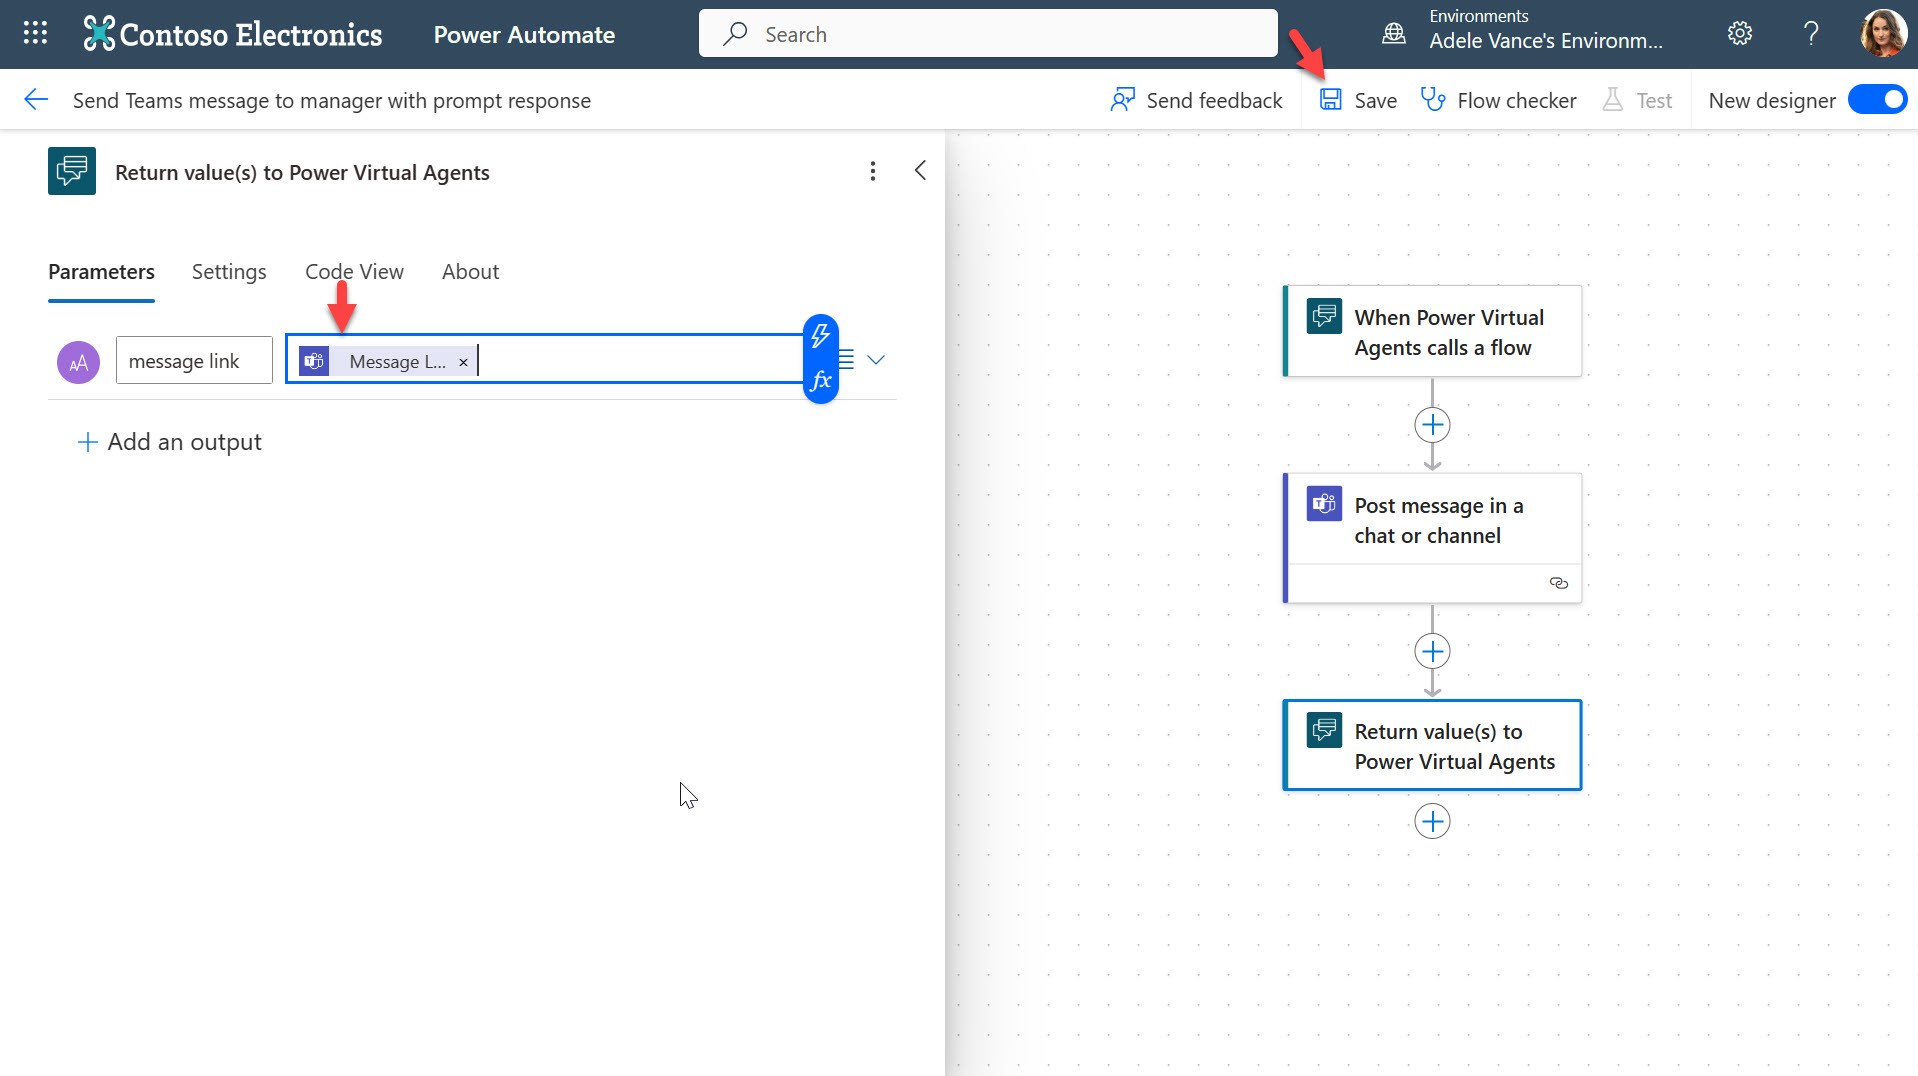 Contoso Electronics
Power Automate
Search
Environments
Adele Vance's Environm...
?
Send Teams message to manager with prompt response
Send feedback
Save
Flow checker
Test
New designer
Return value(s) to Power Virtual Agents
Parameters
Settings
Code View
About
AA
message link
Message L... ×
fx
+ Add an output
When Power Virtual
Agents calls a flow
Post message in a
chat or channel
Return value(s) to
Power Virtual Agents